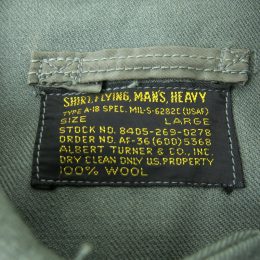 SHIRT, FLYING, MAN'S, HEAVY
TYPE A-1B SPEC. MIL-S-6282C (USAF)
SIZE LARGE
STOCK NO. 8405-269-0278
ORDER NO. AF-36(600)5368
ALBERT TURNER & CO., INC.
DRY CLEAN ONLY U.S. PROPERTY
100% WOOL